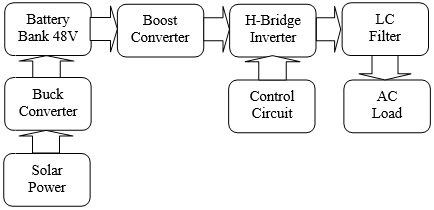 Battery
Bank 48V
Boost
Converter
H-Bridge
Inverter
LC
Filter
Buck
Converter
Control
Circuit
AC
Load
Solar
Power